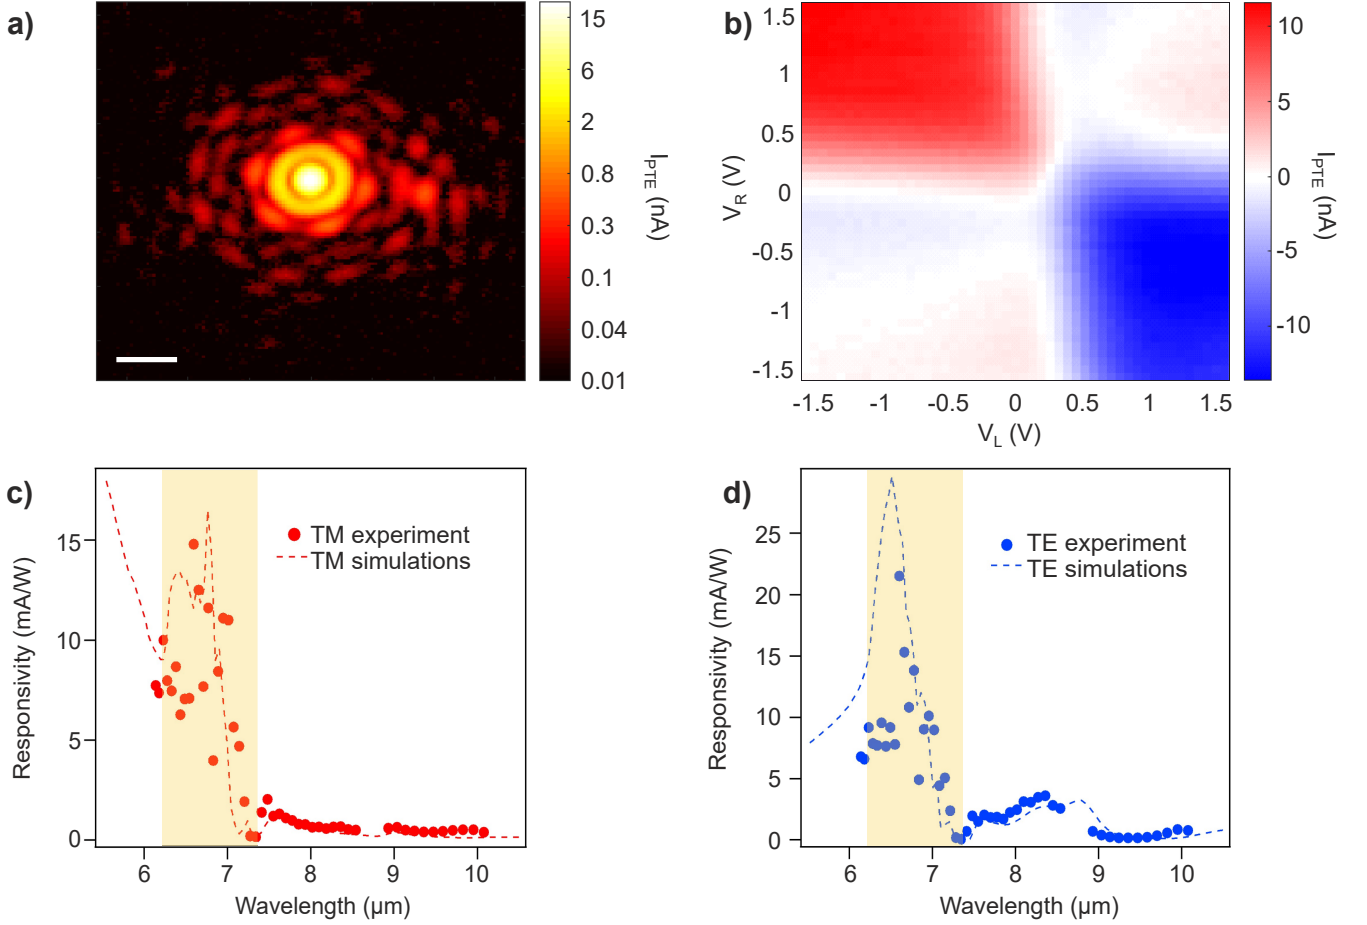 a)
15
6
2
0.8
0.3
0.1
0.04
0.01
I_PTE (nA)
b)
1.5
1
0.5
0
-0.5
-1
-1.5
V_R (V)
-1.5
-1
-0.5
0
0.5
1
1.5
V_L (V)
10
5
0
-5
-10
I_PTE (nA)
c)
TM experiment
TM simulations
15
10
5
0
Responsivity (mA/W)
6
7
8
9
10
Wavelength (μm)
d)
TE experiment
TE simulations
25
20
15
10
5
0
Responsivity (mA/W)
6
7
8
9
10
Wavelength (μm)